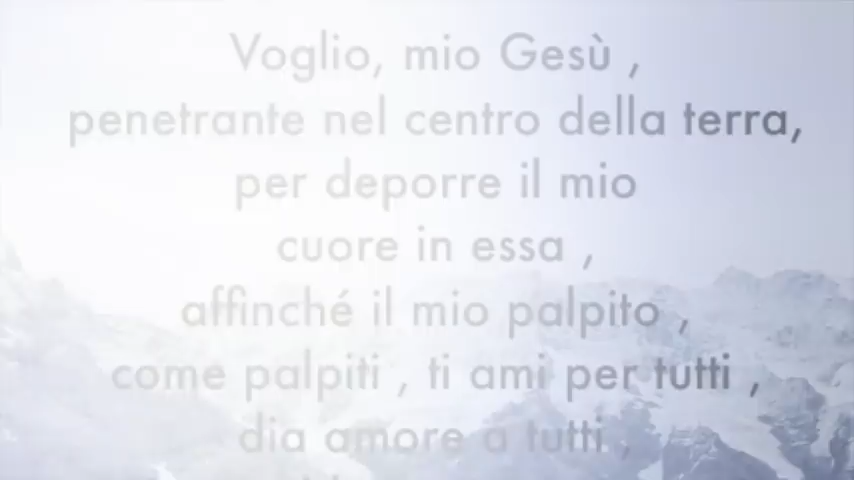 Voglio, mio Gesù ,
penetrante nel centro della terra,
per deporre il mio
cuore in essa ,
affinché il mio palpito ,
come palpiti , ti ami per tutti ,
dia amore a tutti ,